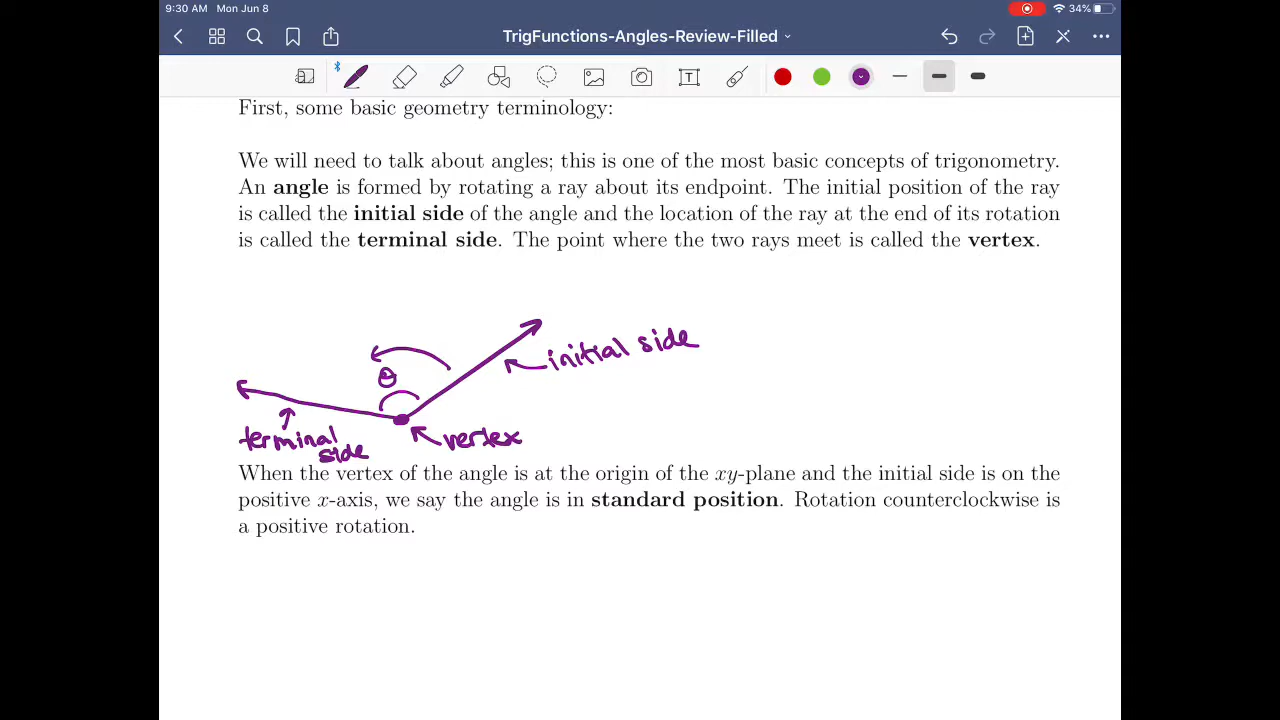 9:30 AM Mon Jun 8
34%
TrigFunctions-Angles-Review-Filled
T
First, some basic geometry terminology:
We will need to talk about angles; this is one of the most basic concepts of trigonometry.
An angle is formed by rotating a ray about its endpoint. The initial position of the ray
is called the initial side of the angle and the location of the ray at the end of its rotation
is called the terminal side. The point where the two rays meet is called the vertex.
initial side
θ
terminal
side
vertex
When the vertex of the angle is at the origin of the xy-plane and the initial side is on the
positive x-axis, we say the angle is in standard position. Rotation counterclockwise is
a positive rotation.